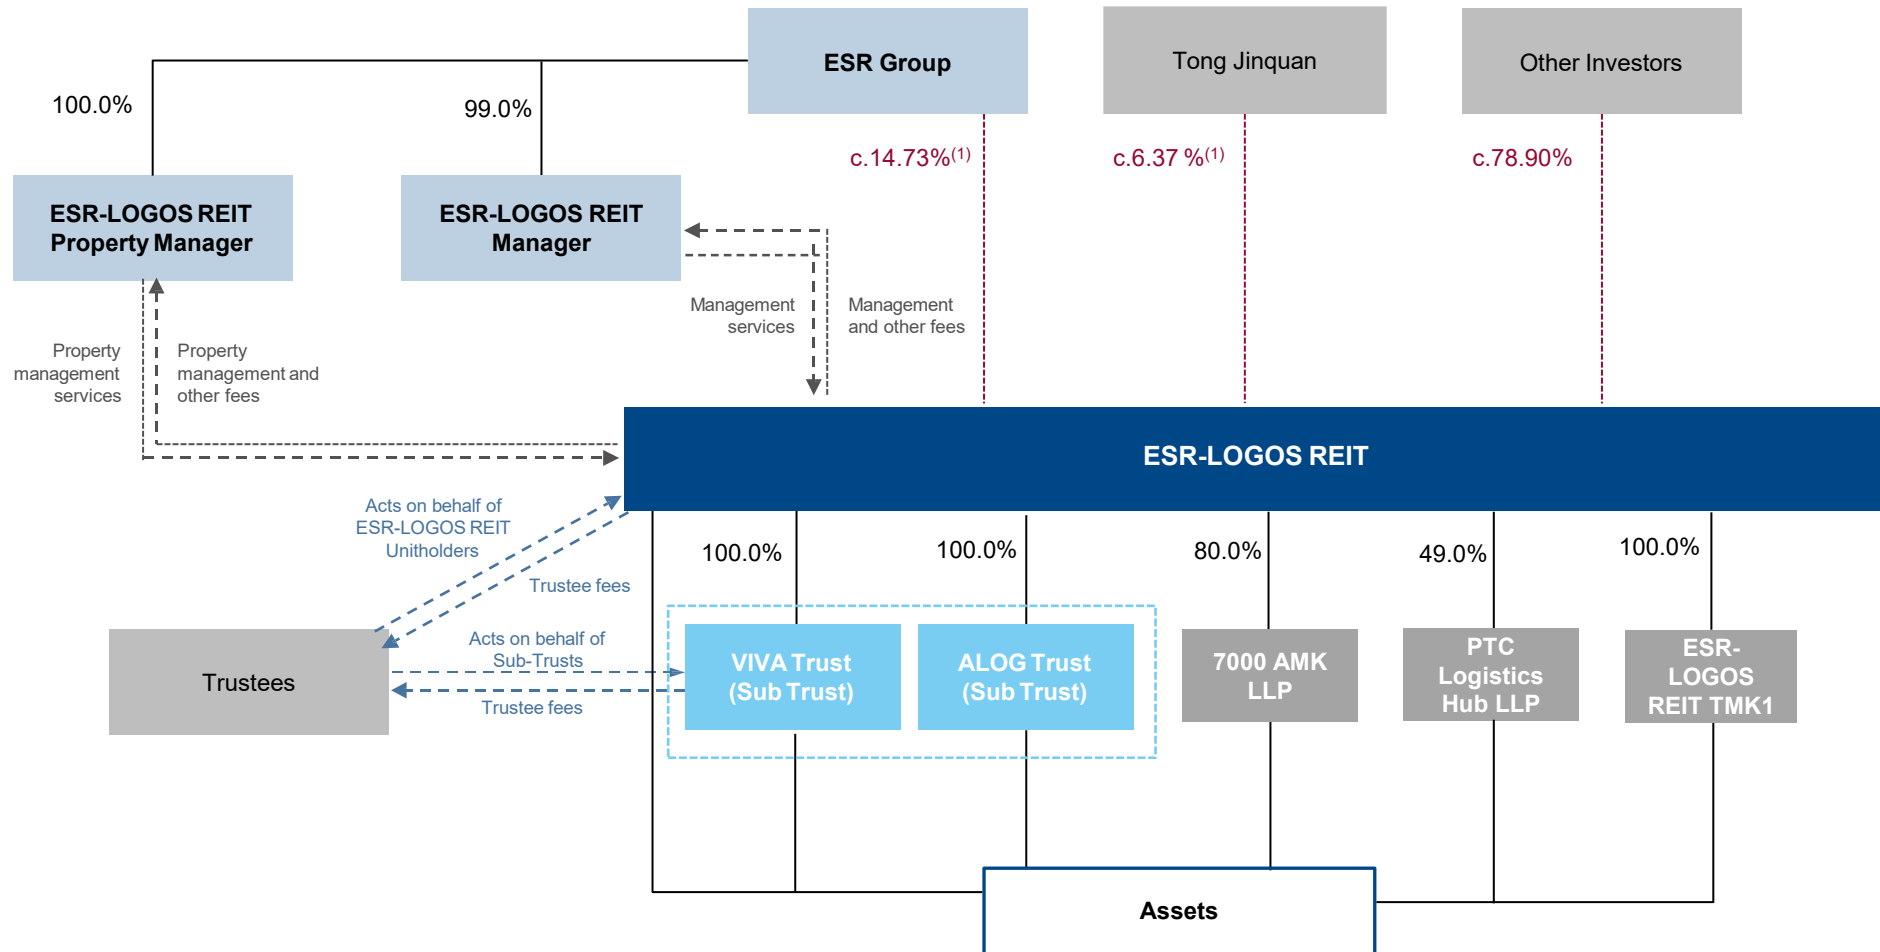 ESR Group
Tong Jinquan
Other Investors
100.0%
99.0%
c.14.73%(1)
c.6.37 %(1)
c.78.90%
ESR-LOGOS REIT
Property Manager
ESR-LOGOS REIT
Manager
Management
services
Management
and other fees
Property
management
services
Property
management and
other fees
ESR-LOGOS REIT
Acts on behalf of
ESR-LOGOS REIT
Unitholders
Trustee fees
100.0%
100.0%
80.0%
49.0%
100.0%
Trustees
Acts on behalf of
Sub-Trusts
Trustee fees
VIVA Trust
(Sub Trust)
ALOG Trust
(Sub Trust)
7000 AMK
LLP
PTC
Logistics
Hub LLP
ESR-
LOGOS
REIT TMK1
Assets